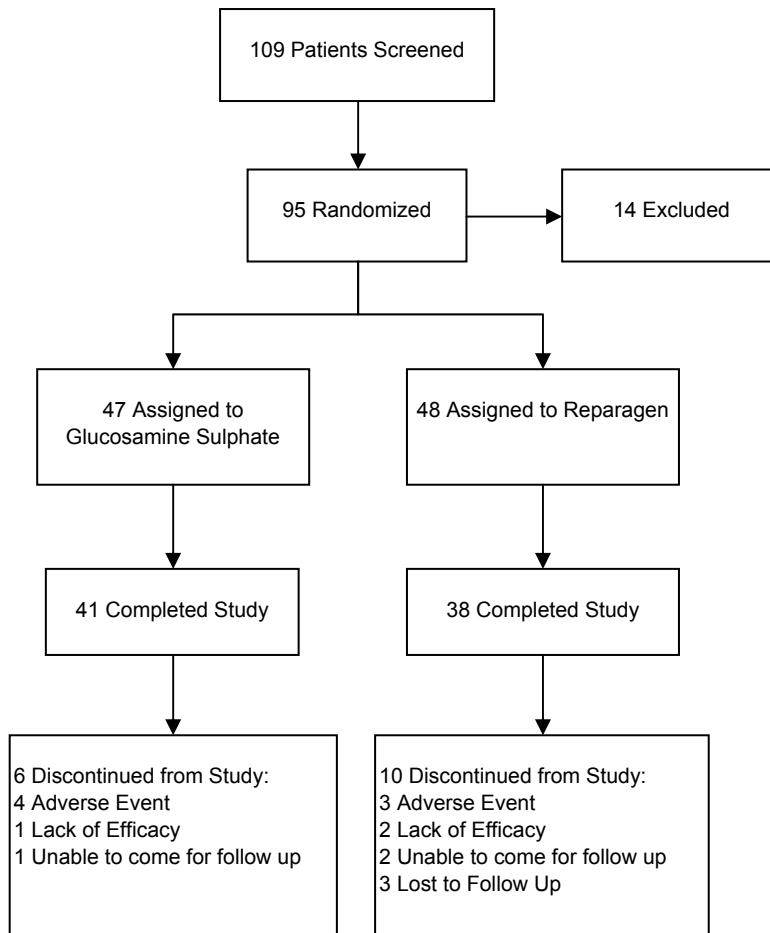 109 Patients Screened
95 Randomized
14 Excluded
47 Assigned to
Glucosamine Sulphate
48 Assigned to Reparagen
41 Completed Study
38 Completed Study
6 Discontinued from Study:
4 Adverse Event
1 Lack of Efficacy
1 Unable to come for follow up
10 Discontinued from Study:
3 Adverse Event
2 Lack of Efficacy
2 Unable to come for follow up
3 Lost to Follow Up